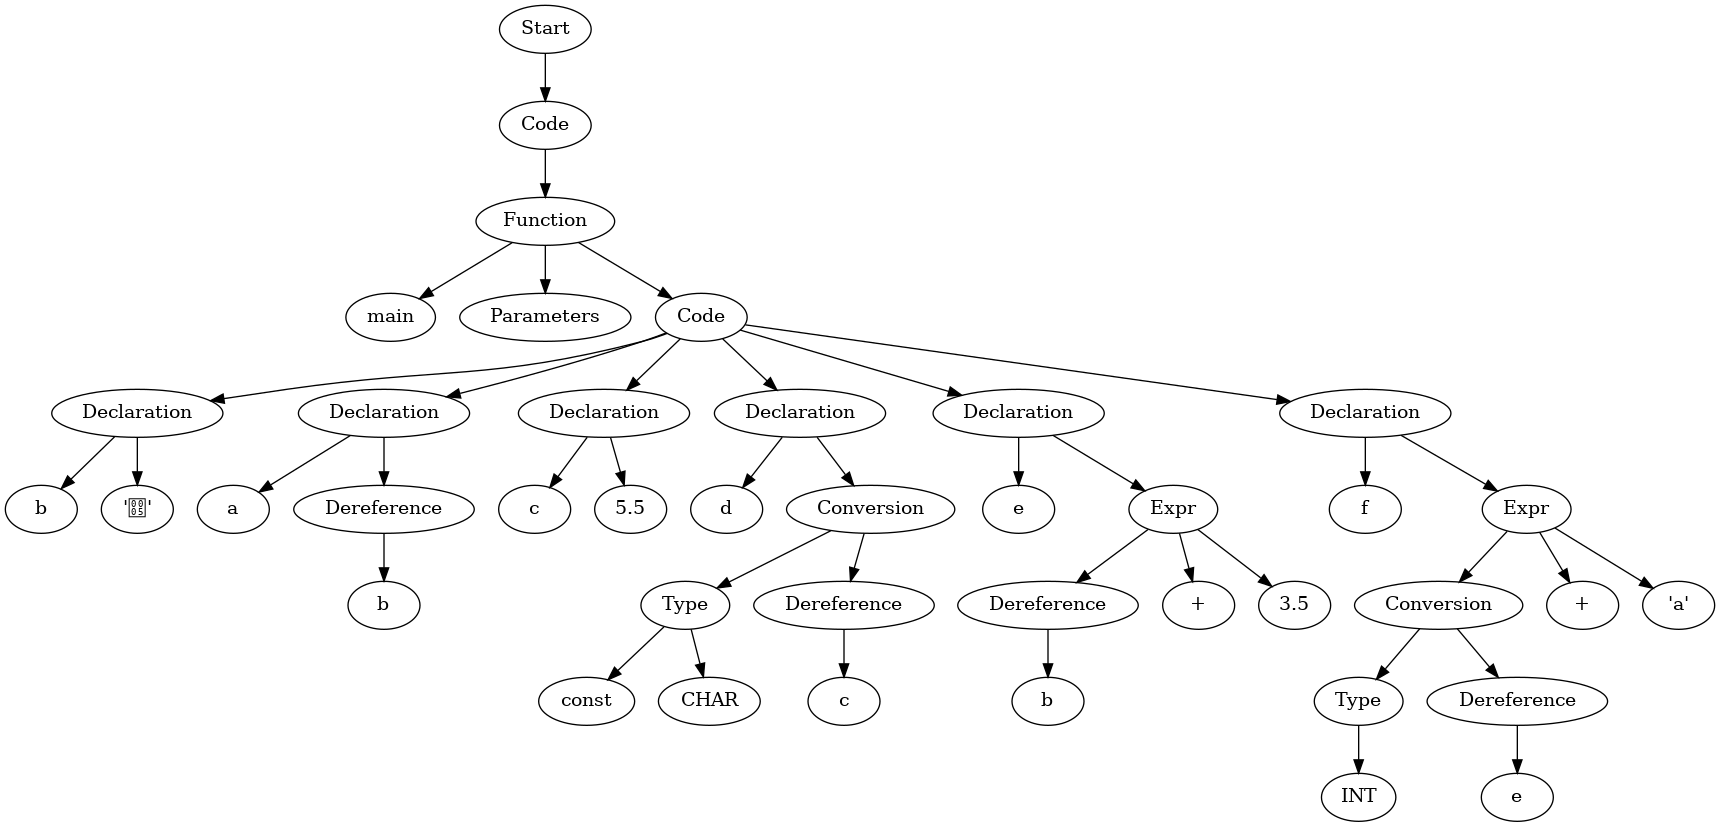 Start
Code
Function
main
Parameters
Code
Declaration
Declaration
Declaration
Declaration
Declaration
Declaration
b
'�'
a
Dereference
c
5.5
d
Conversion
e
Expr
f
Expr
b
Type
Dereference
Dereference
+
3.5
Conversion
+
'a'
const
CHAR
c
b
Type
Dereference
INT
e